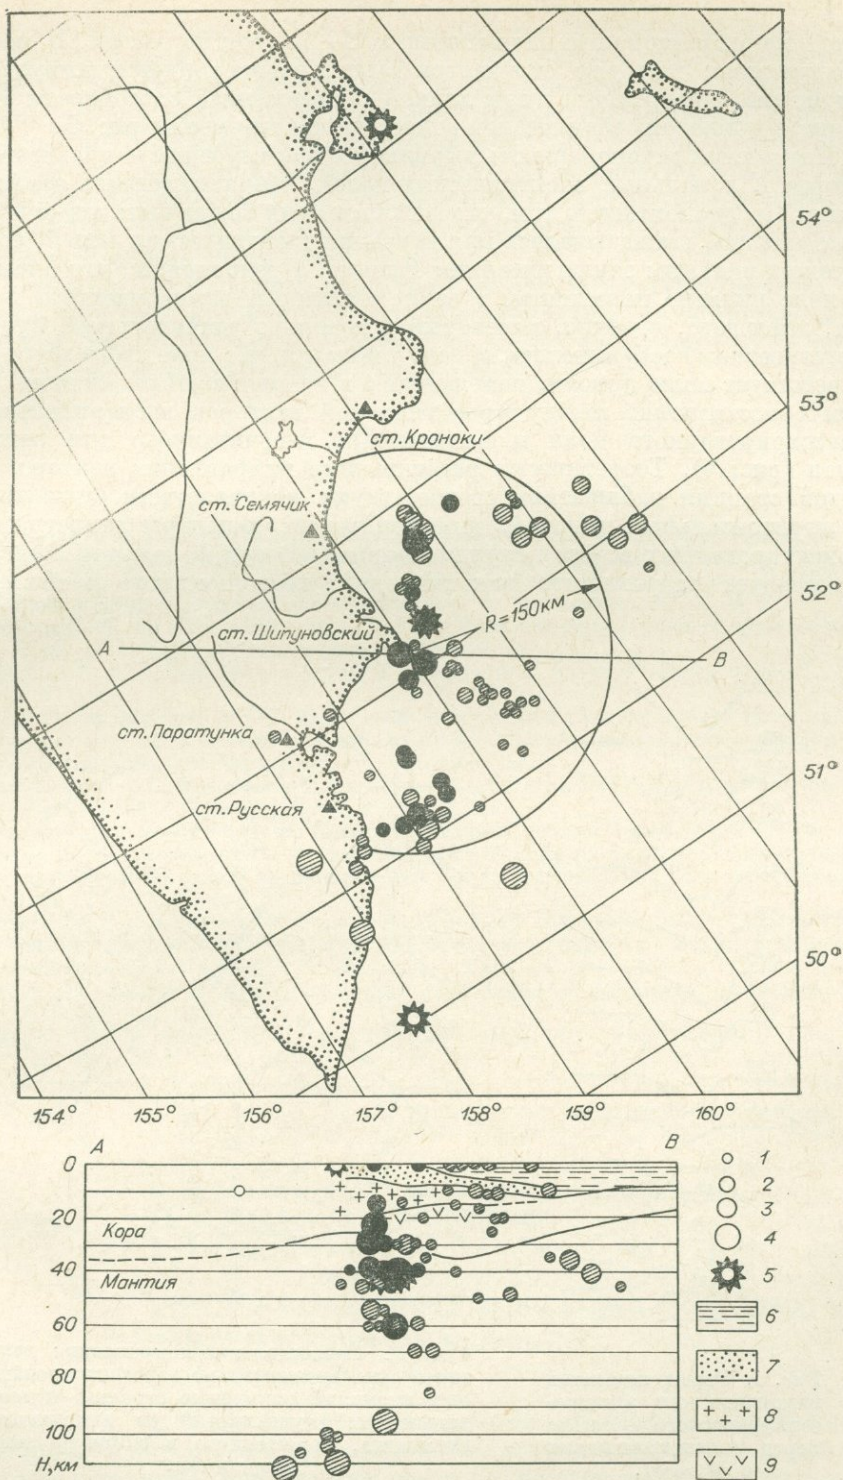 54°
ст. Кроноки
53°
ст. Семячик
R=150км
52°
ст. Шипуновский
A
B
ст. Паратунка
51°
ст. Русская
50°
154° 155° 156° 157° 158° 159° 160°
A B
0
20
Кора
40
Мантия
60
80
100
Н, км
1
2
3
4
5
6
7
8
9